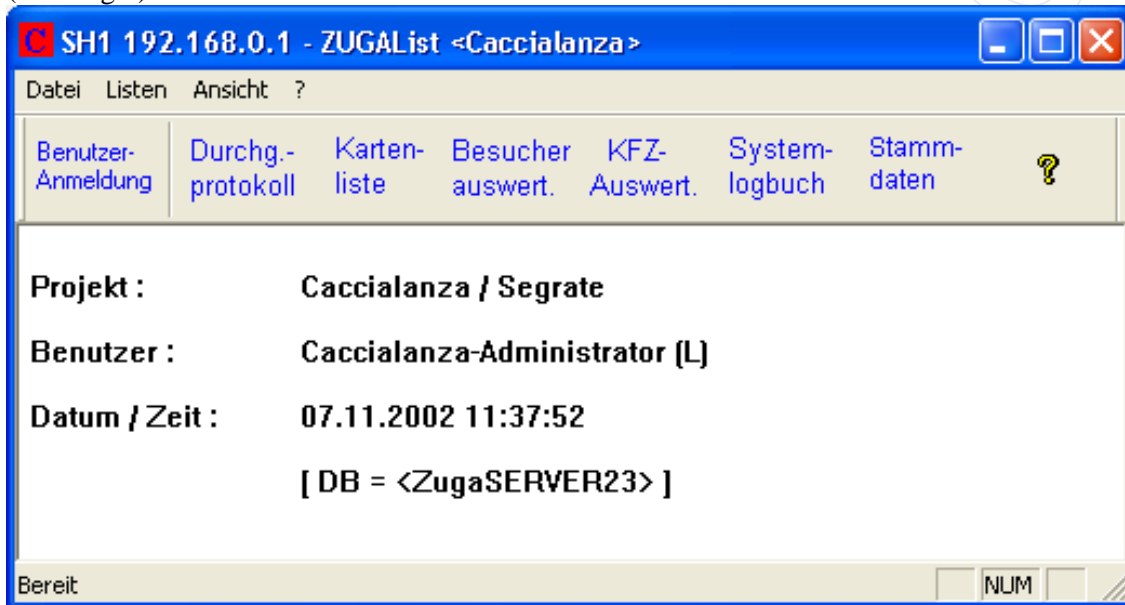 C SH1 192.168.0.1 - ZUGAList <Caccialanza>
Datei Listen Ansicht ?
Benutzer- Durchg.- Karten- Besucher KFZ- System- Stamm-
Anmeldung protokoll liste auswert. Auswert. logbuch daten ?
Projekt : Caccialanza / Segrate
Benutzer : Caccialanza-Administrator (L)
Datum / Zeit : 07.11.2002 11:37:52
[ DB = <ZugaSERVER23> ]
Bereit NUM